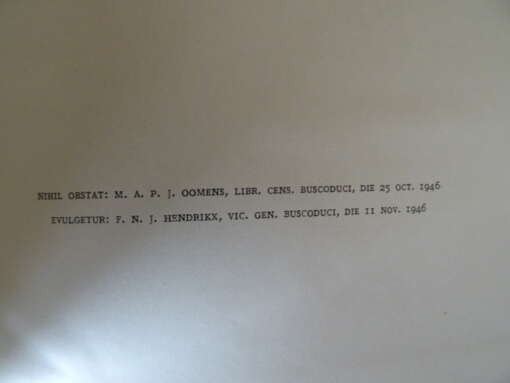 NIHIL OBSTAT: M. A. P. J. OOMENS, LIBR. CENS. BUSCODUCI, DIE 25 OCT. 1946
EVULGETUR: F. N. J. HENDRIKX, VIC. GEN. BUSCODUCI, DIE 11 NOV. 1946